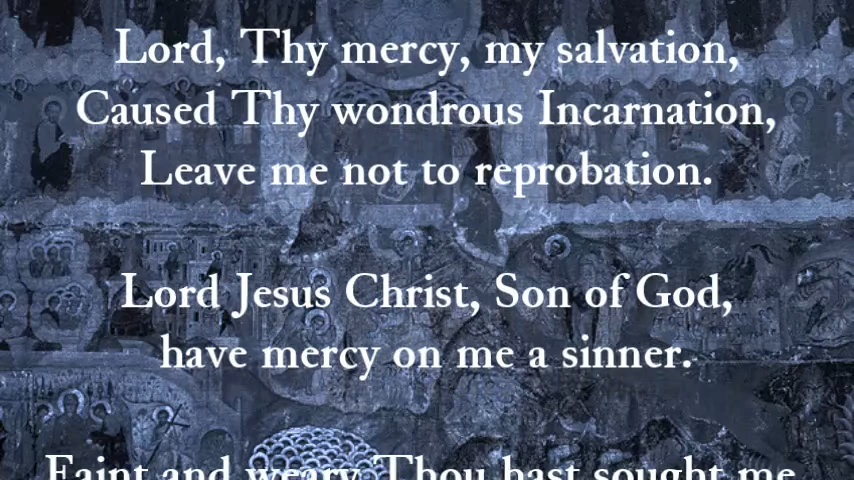 Lord, Thy mercy, my salvation,
Caused Thy wondrous Incarnation,
Leave me not to reprobation.
Lord Jesus Christ, Son of God,
have mercy on me a sinner.
Faint and weary Thou hast sought me